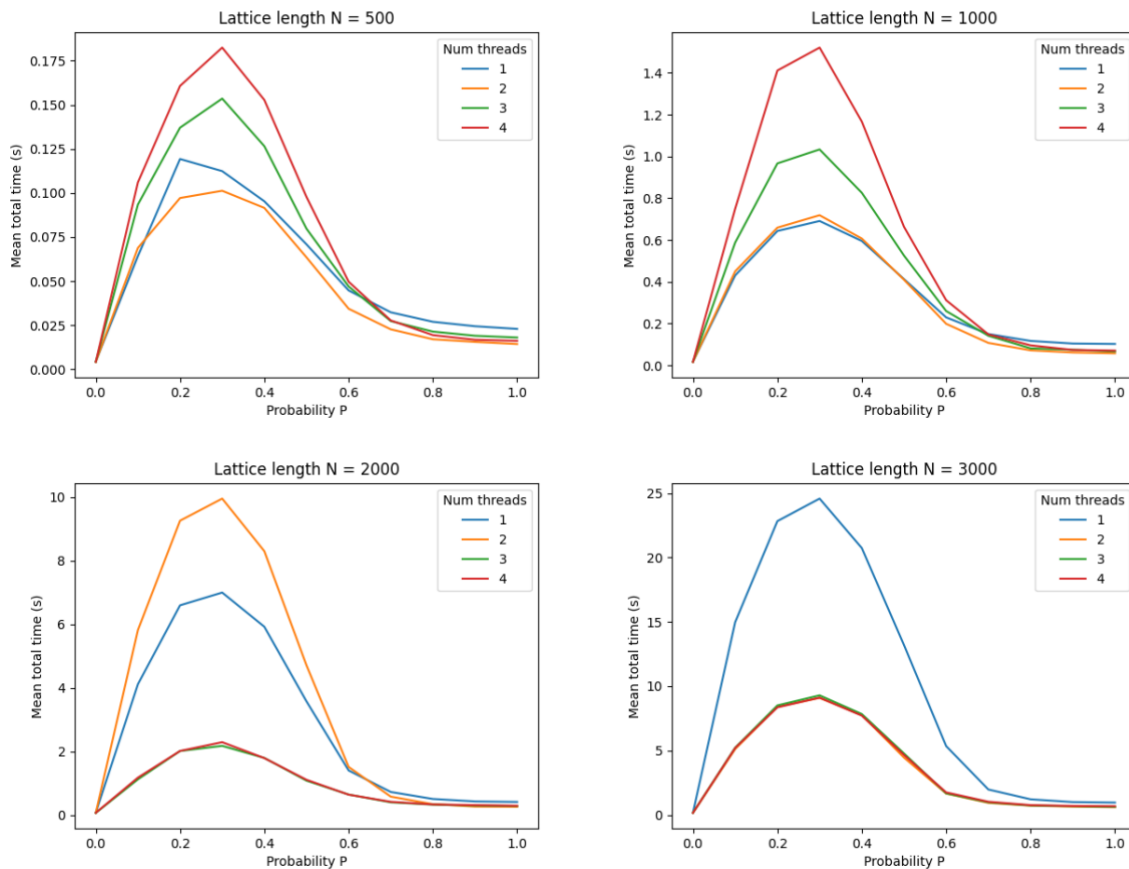 Lattice length N = 500
Mean total time (s)
0.175
0.150
0.125
0.100
0.075
0.050
0.025
0.000
Num threads
1
2
3
4
0.0 0.2 0.4 0.6 0.8 1.0
Probability P
Lattice length N = 1000
Mean total time (s)
1.4
1.2
1.0
0.8
0.6
0.4
0.2
0.0
Num threads
1
2
3
4
0.0 0.2 0.4 0.6 0.8 1.0
Probability P
Lattice length N = 2000
Mean total time (s)
10
8
6
4
2
0
Num threads
1
2
3
4
0.0 0.2 0.4 0.6 0.8 1.0
Probability P
Lattice length N = 3000
Mean total time (s)
25
20
15
10
5
0
Num threads
1
2
3
4
0.0 0.2 0.4 0.6 0.8 1.0
Probability P